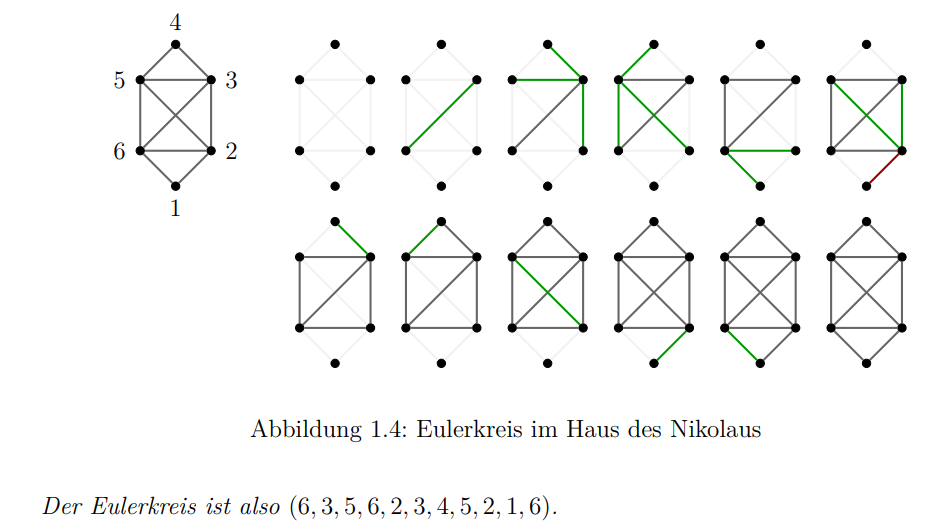 4
5 3
6 2
1
Abbildung 1.4: Eulerkreis im Haus des Nikolaus
Der Eulerkreis ist also (6, 3, 5, 6, 2, 3, 4, 5, 2, 1, 6).